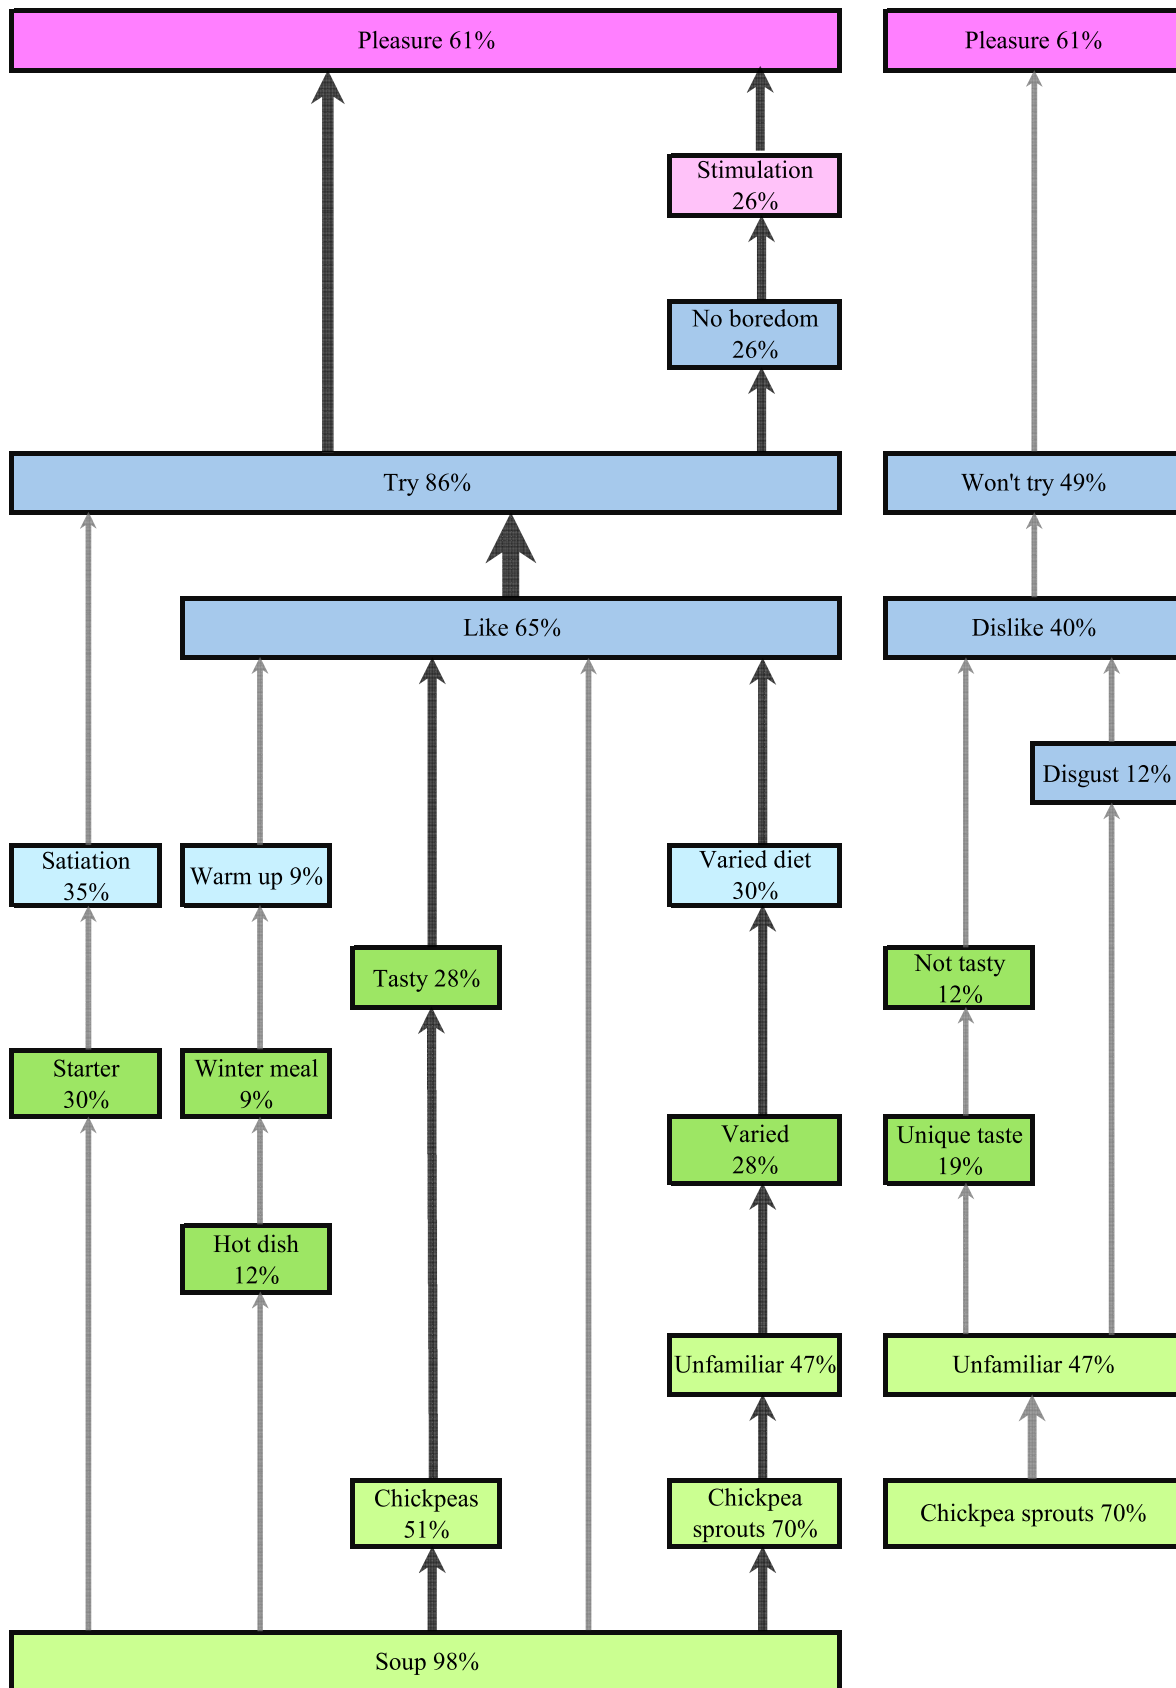 Pleasure 61%
Pleasure 61%
Stimulation
26%
No boredom
26%
Try 86%
Won't try 49%
Like 65%
Dislike 40%
Disgust 12%
Satiation
35%
Warm up 9%
Varied diet
30%
Tasty 28%
Not tasty
12%
Starter
30%
Winter meal
9%
Varied
28%
Unique taste
19%
Hot dish
12%
Unfamiliar 47%
Unfamiliar 47%
Chickpeas
51%
Chickpea
sprouts 70%
Chickpea sprouts 70%
Soup 98%